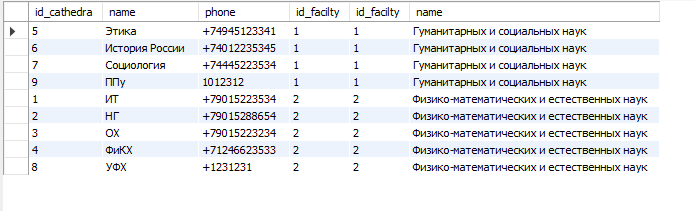 id_cathedra name phone id_facilty id_facilty name
5 Этика +74945123341 1 1 Гуманитарных и социальных наук
6 История России +74012235345 1 1 Гуманитарных и социальных наук
7 Социология +74445223534 1 1 Гуманитарных и социальных наук
9 ППу 1012312 1 1 Гуманитарных и социальных наук
1 ИТ +79015223534 2 2 Физико-математических и естественных наук
2 НГ +79015288654 2 2 Физико-математических и естественных наук
3 ОХ +79015223234 2 2 Физико-математических и естественных наук
4 ФиКХ +71246623533 2 2 Физико-математических и естественных наук
8 УФХ +1231231 2 2 Физико-математических и естественных наук